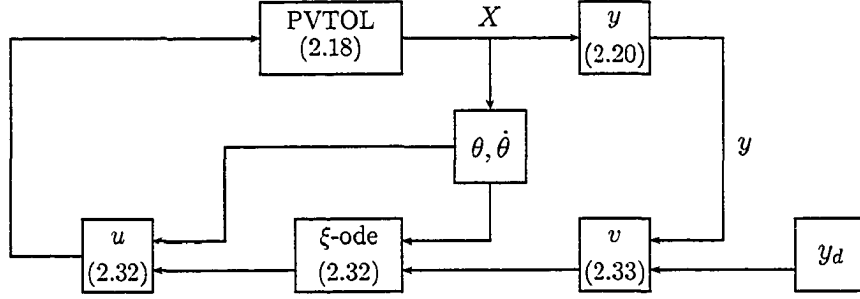 PVTOL
(2.18)
X
y
(2.20)
θ, θ̇
y
u
(2.32)
ξ-ode
(2.32)
v
(2.33)
y_d